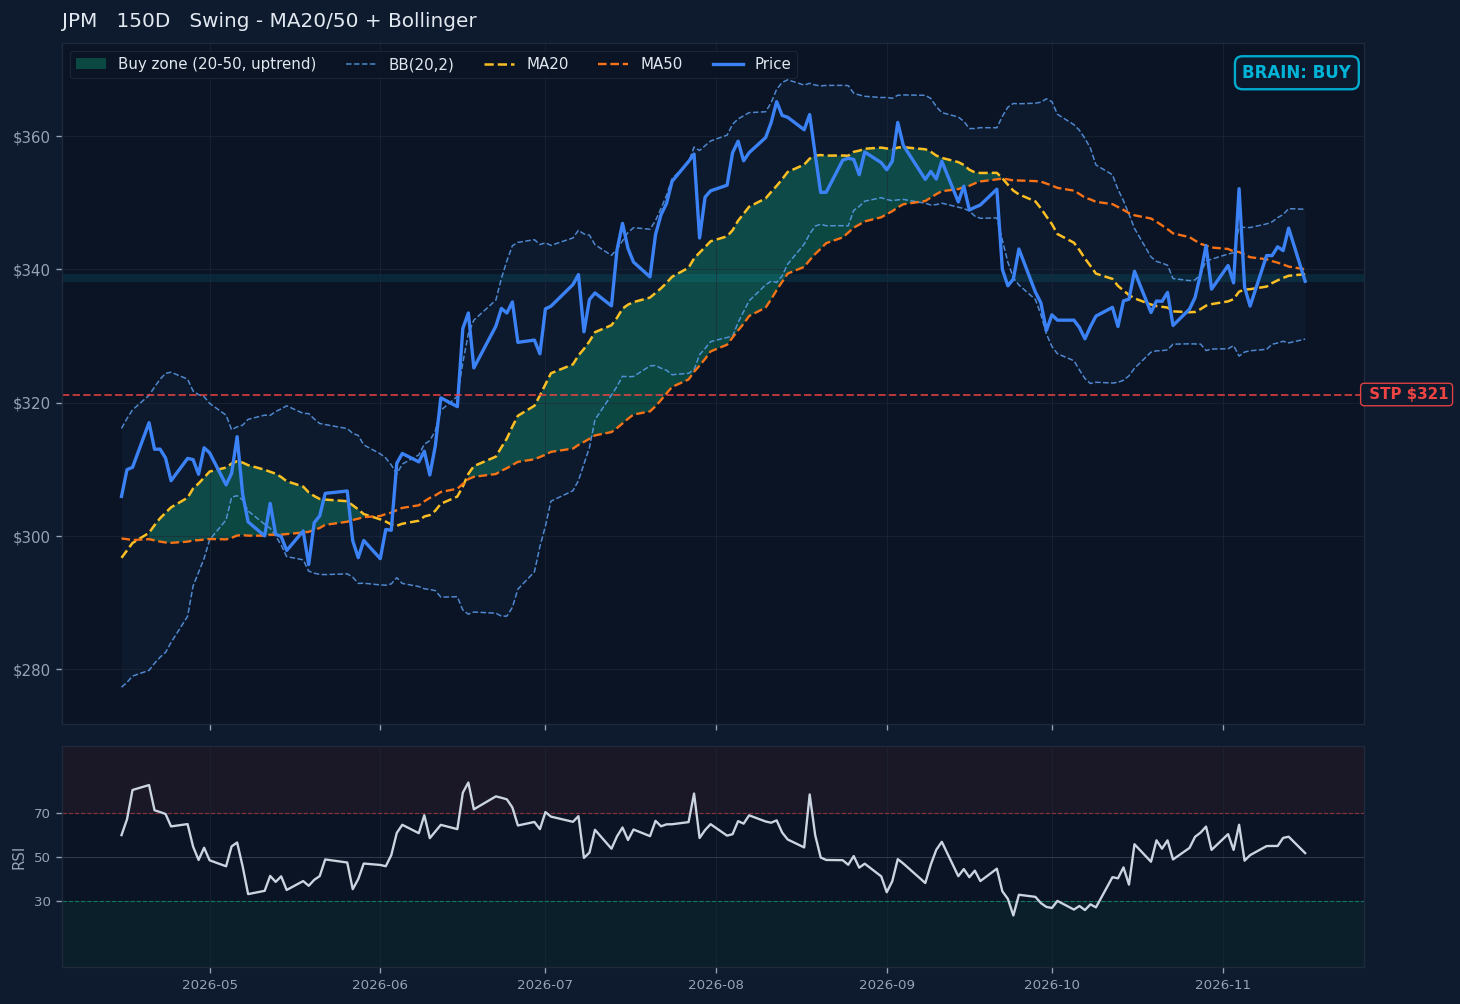 JPM   150D   Swing - MA20/50 + Bollinger
Buy zone (20-50, uptrend)   BB(20,2)   MA20   MA50   Price
BRAIN: BUY
$360
$340
$320
$300
$280
STP $321
RSI
70
50
30
2026-05   2026-06   2026-07   2026-08   2026-09   2026-10   2026-11